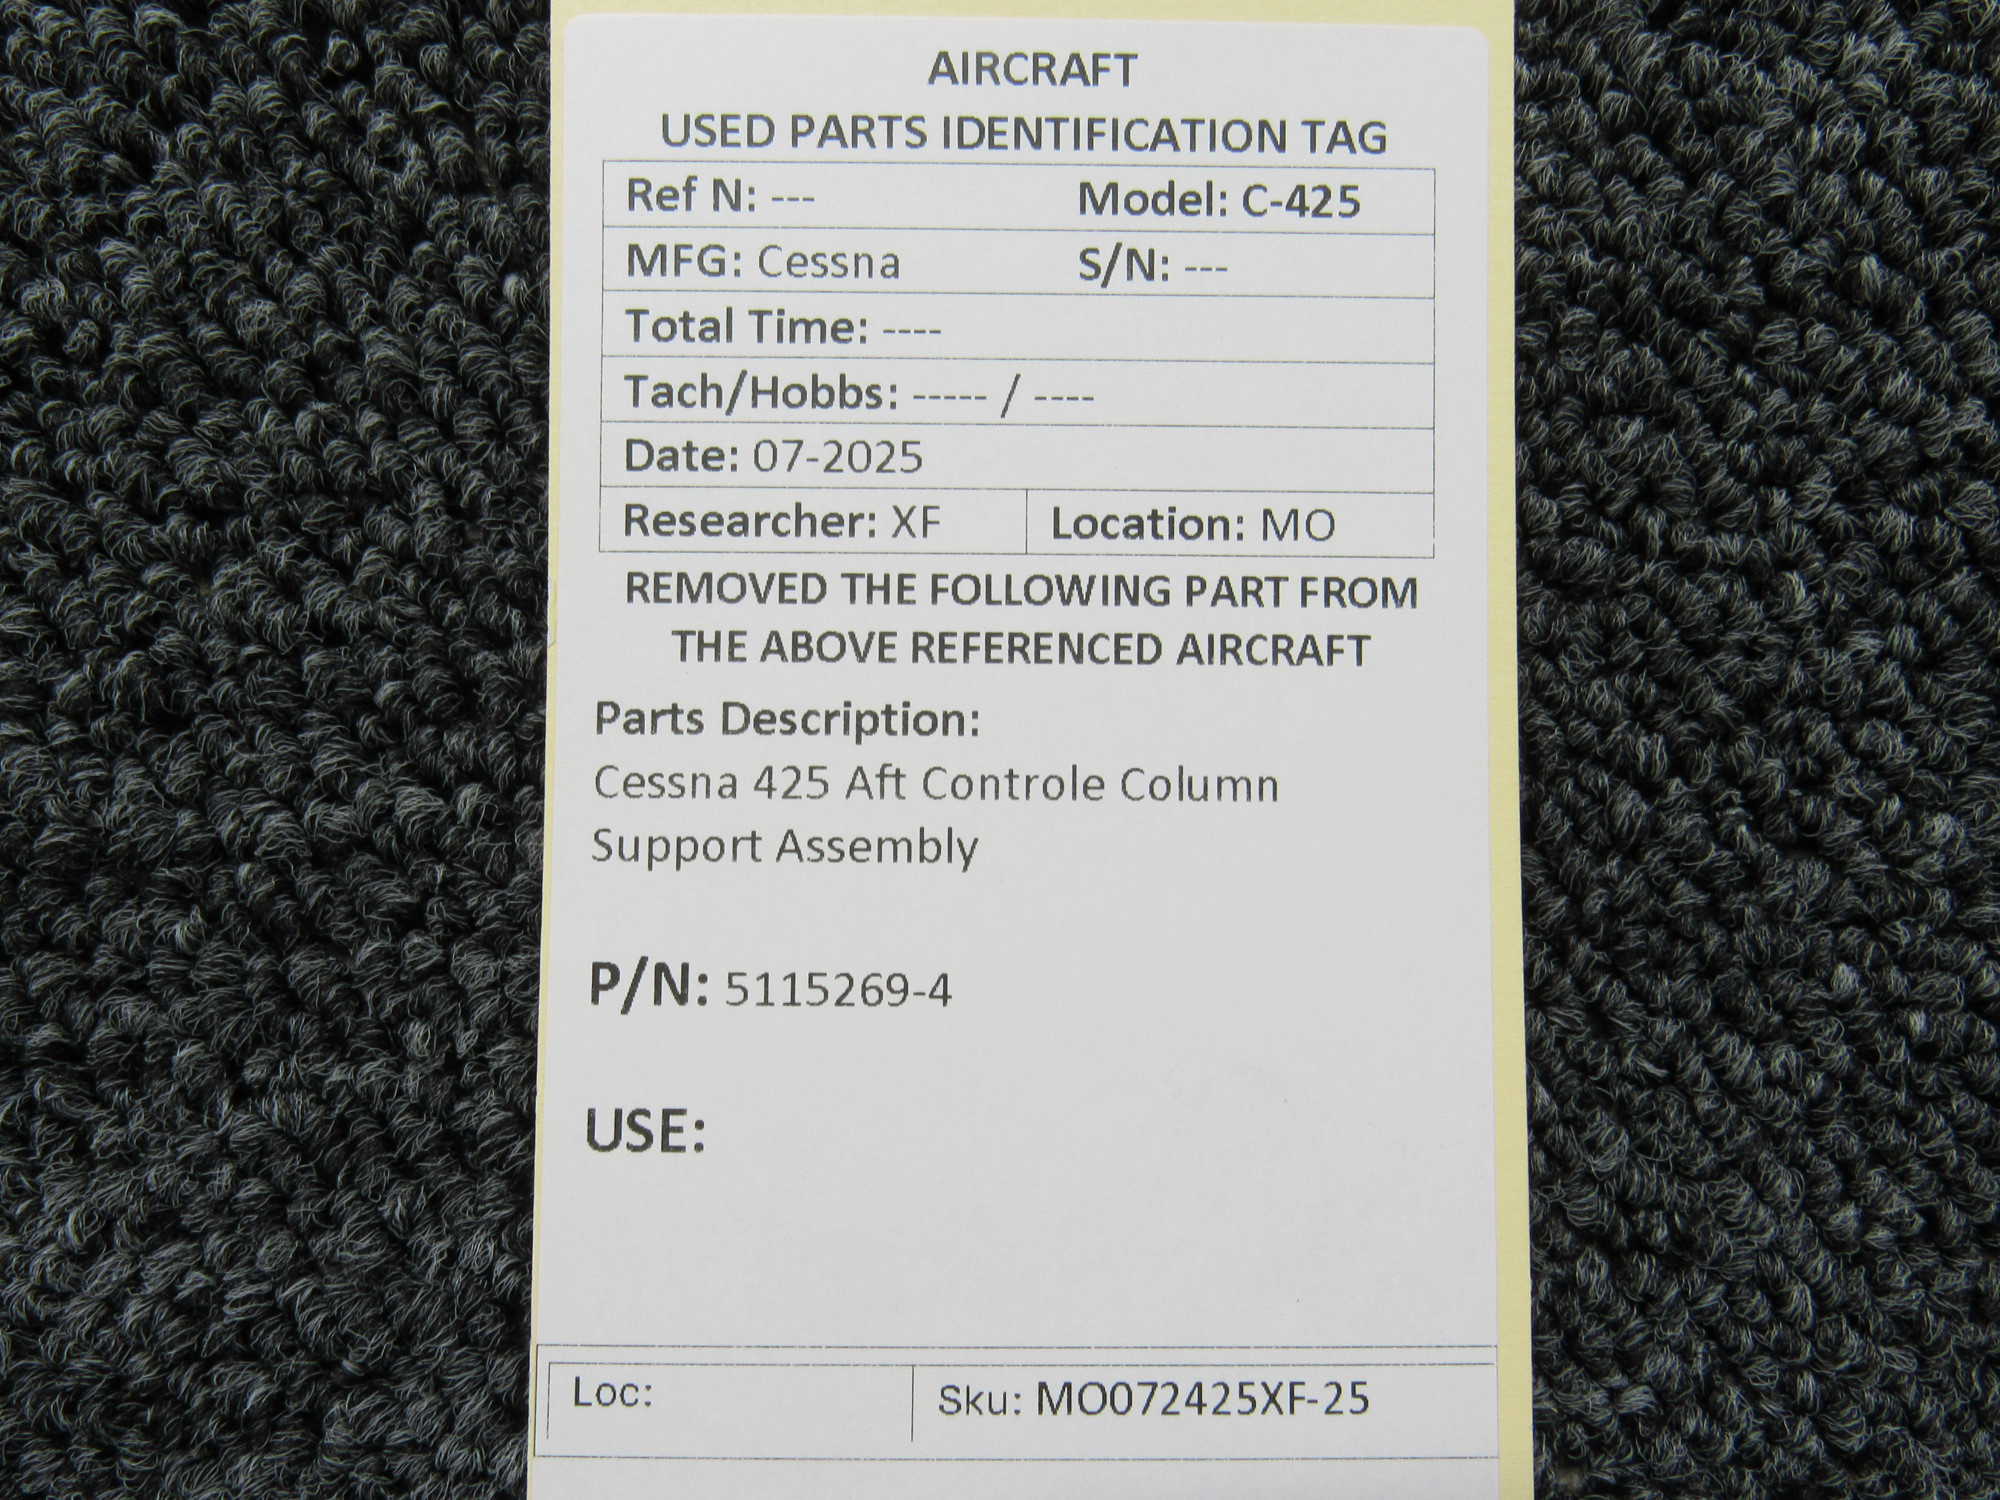 AIRCRAFT
USED PARTS IDENTIFICATION TAG
Ref N: --- Model: C-425
MFG: Cessna S/N: ---
Total Time: ----
Tach/Hobbs: ----- / ----
Date: 07-2025
Researcher: XF Location: MO
REMOVED THE FOLLOWING PART FROM
THE ABOVE REFERENCED AIRCRAFT
Parts Description:
Cessna 425 Aft Controle Column
Support Assembly
P/N: 5115269-4
USE:
Loc: Sku: MO072425XF-25